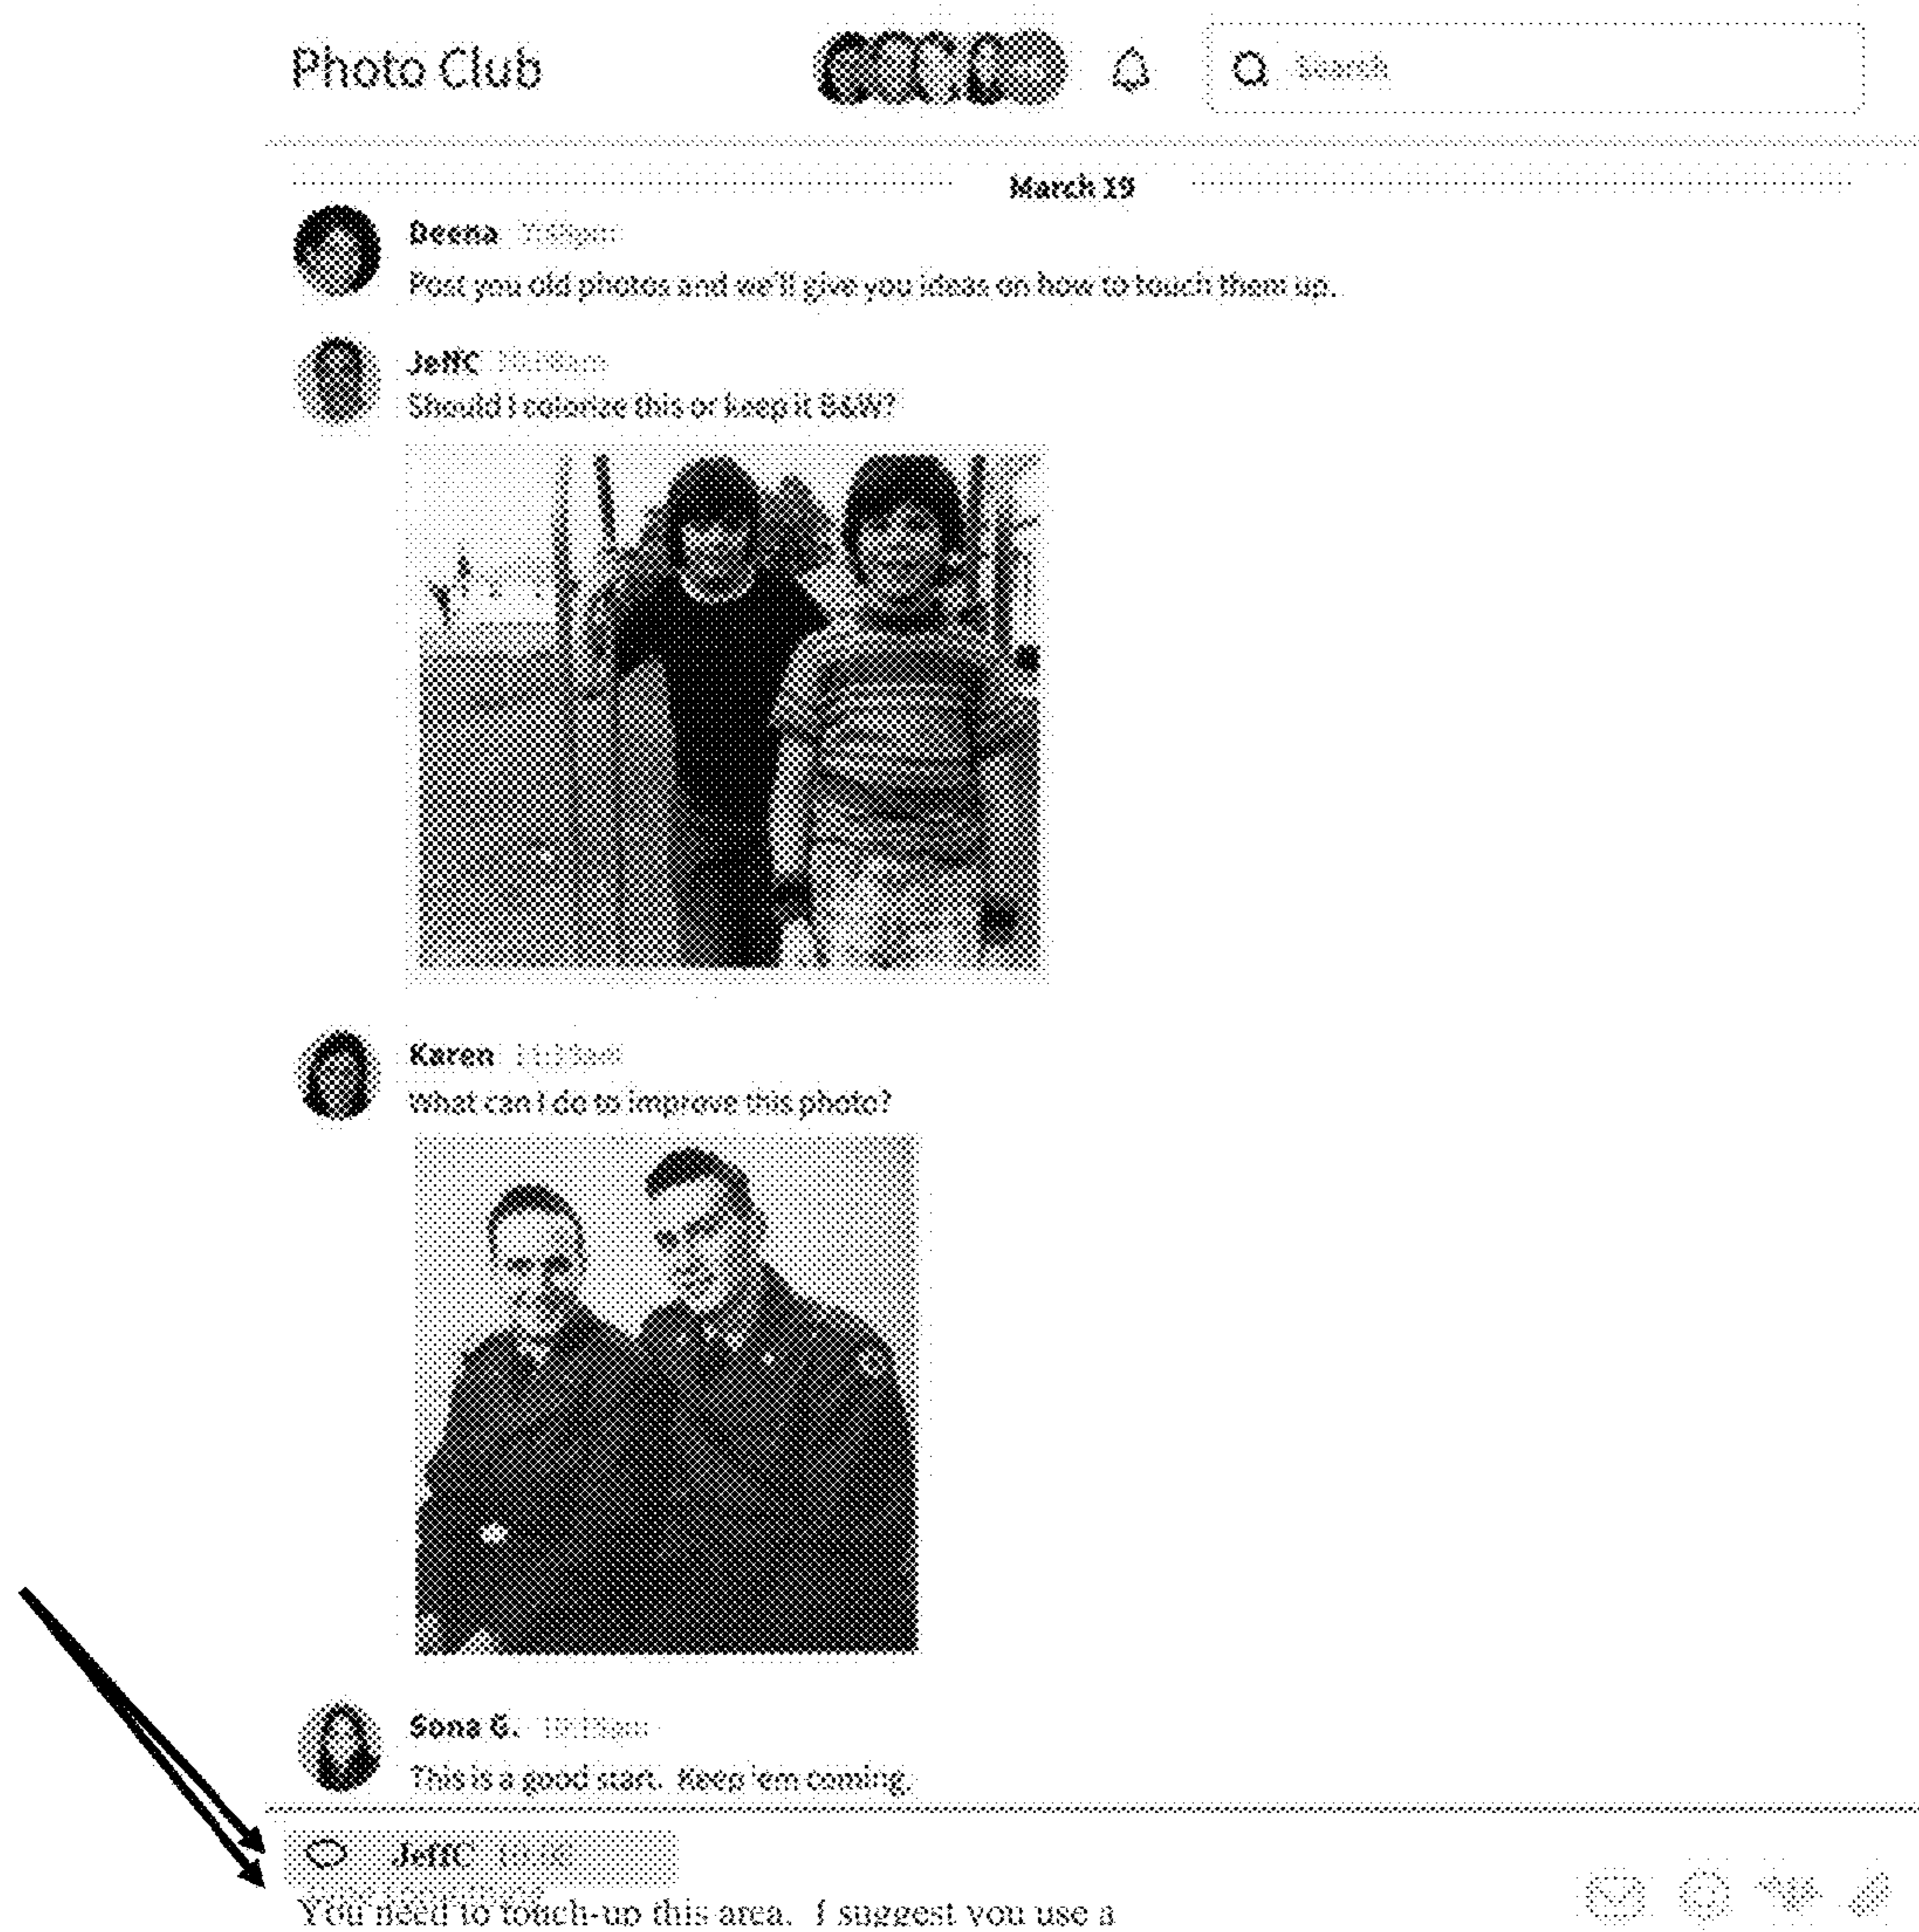 Photo Club
Search
March 19
Deena
Post you old photos and we'll give you ideas on how to touch them up.
JeffC
Should I colorize this or keep it B&W?
Karen
What can I do to improve this photo?
Sona G.
This is a good start. Keep 'em coming.
JeffC
You need to touch-up this area. I suggest you use a